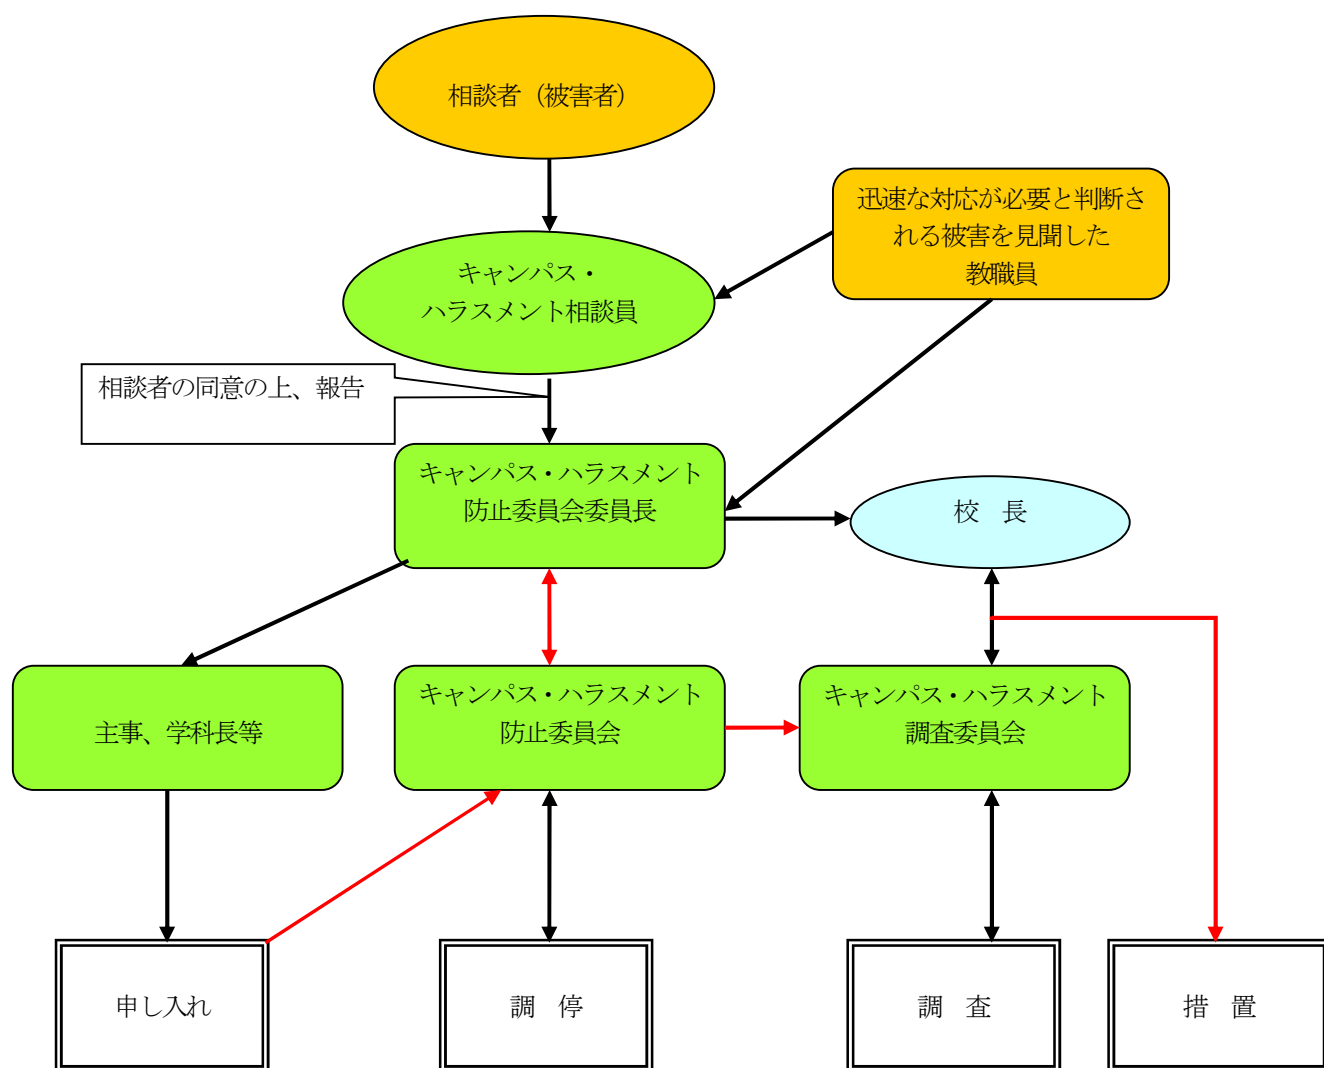 相談者（被害者）
迅速な対応が必要と判断さ
れる被害を見聞した
教職員
キャンパス・
ハラスメント相談員
相談者の同意の上、報告
キャンパス・ハラスメント
防止委員会委員長
校　長
主事、学科長等
キャンパス・ハラスメント
防止委員会
キャンパス・ハラスメント
調査委員会
申し入れ
調　停
調　査
措　置